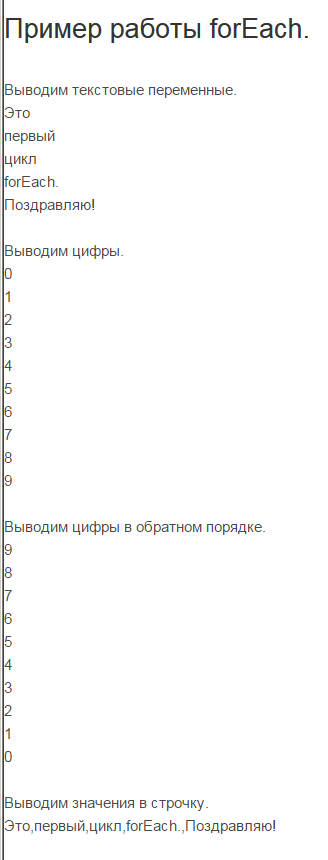 Пример работы forEach.
Выводим текстовые переменные.
Это
первый
цикл
forEach.
Поздравляю!
Выводим цифры.
0
1
2
3
4
5
6
7
8
9
Выводим цифры в обратном порядке.
9
8
7
6
5
4
3
2
1
0
Выводим значения в строчку.
Это,первый,цикл,forEach.,Поздравляю!